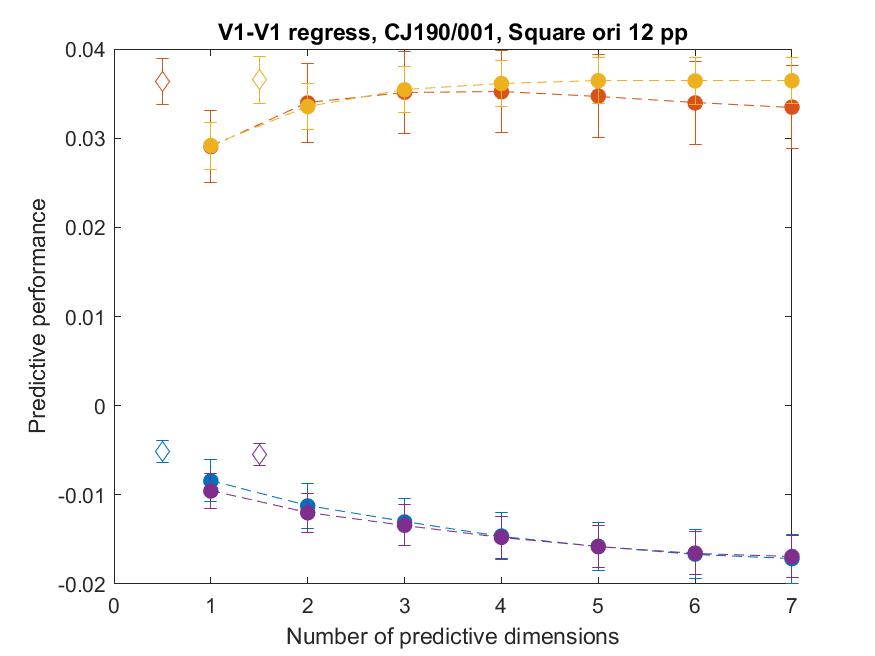 V1-V1 regress, CJ190/001, Square ori 12 pp
0.04
0.03
0.02
0.01
0
-0.01
-0.02
Predictive performance
0 1 2 3 4 5 6 7
Number of predictive dimensions